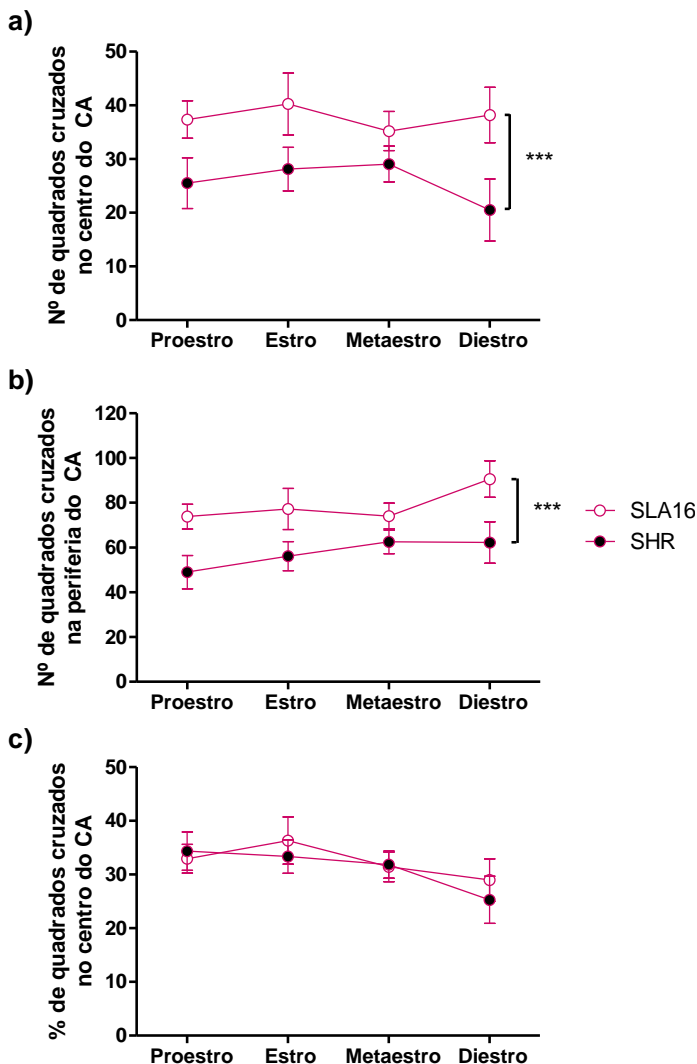 a)
Nº de quadrados cruzados
no centro do CA
50
40
30
20
10
0
***
Proestro Estro Metaestro Diestro
b)
Nº de quadrados cruzados
na periferia do CA
120
100
80
60
40
20
0
***
SLA16
SHR
Proestro Estro Metaestro Diestro
c)
% de quadrados cruzados
no centro do CA
50
40
30
20
10
0
Proestro Estro Metaestro Diestro